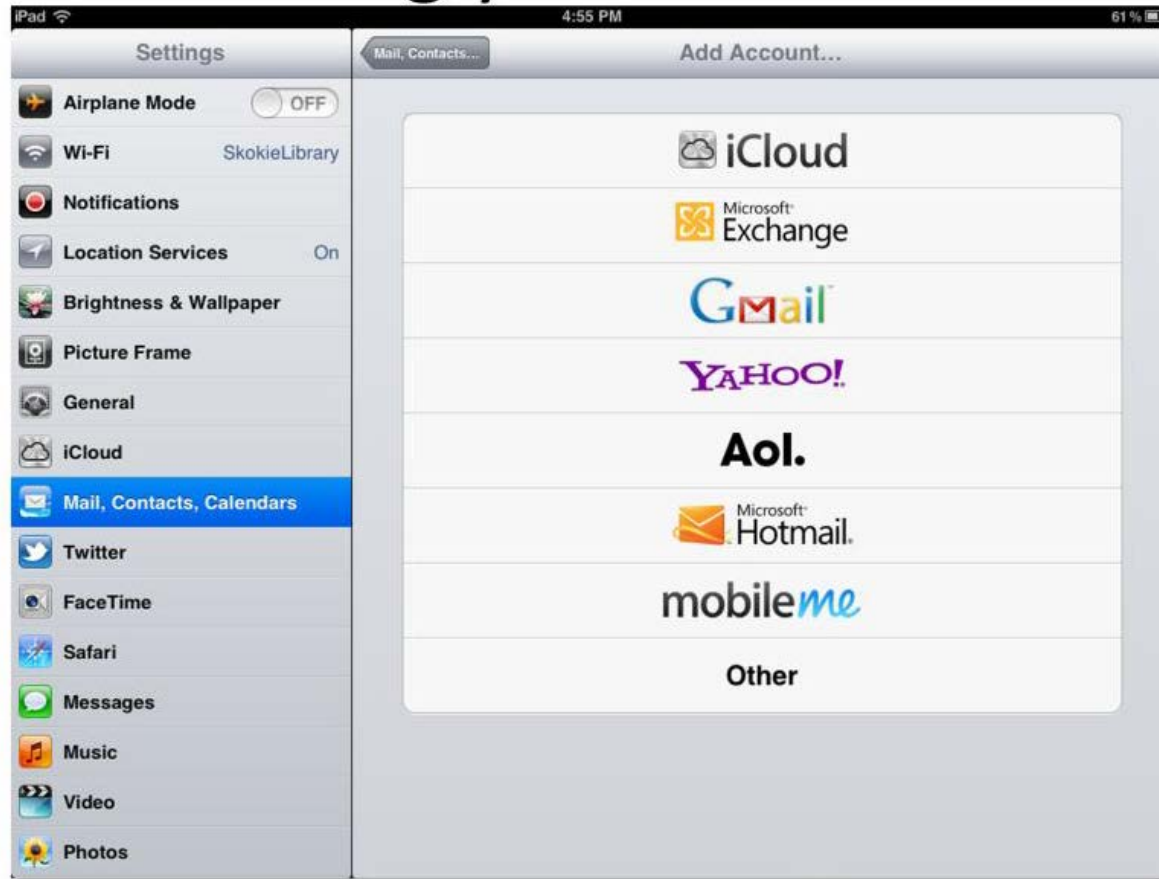 iPad 4:55 PM 61 %
Settings
Mail, Contacts... Add Account...
Airplane Mode OFF
Wi-Fi SkokieLibrary
Notifications
Location Services On
Brightness & Wallpaper
Picture Frame
General
iCloud
Mail, Contacts, Calendars
Twitter
FaceTime
Safari
Messages
Music
Video
Photos
iCloud
Microsoft®
Exchange
Gmail™
YAHOO!
Aol.
Microsoft®
Hotmail®
mobileme
Other